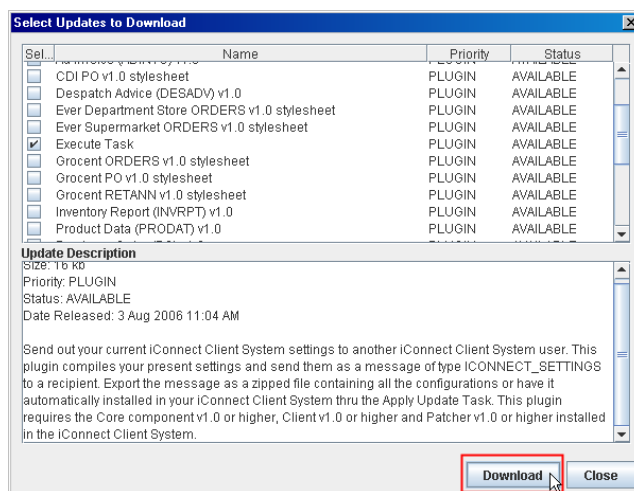 Select Updates to Download
Sel... Name Priority Status
CDI PO v1.0 stylesheet PLUGIN AVAILABLE
Despatch Advice (DESADV) v1.0 PLUGIN AVAILABLE
Ever Department Store ORDERS v1.0 stylesheet PLUGIN AVAILABLE
Ever Supermarket ORDERS v1.0 stylesheet PLUGIN AVAILABLE
Execute Task PLUGIN AVAILABLE
Grocent ORDERS v1.0 stylesheet PLUGIN AVAILABLE
Grocent PO v1.0 stylesheet PLUGIN AVAILABLE
Grocent RETANN v1.0 stylesheet PLUGIN AVAILABLE
Inventory Report (INVRPT) v1.0 PLUGIN AVAILABLE
Product Data (PRODAT) v1.0 PLUGIN AVAILABLE
Update Description
Size: 16 kb
Priority: PLUGIN
Status: AVAILABLE
Date Released: 3 Aug 2006 11:04 AM
Send out your current iConnect Client System settings to another iConnect Client System user. This
plugin compiles your present settings and send them as a message of type ICONNECT_SETTINGS
to a recipient. Export the message as a zipped file containing all the configurations or have it
automatically installed in your iConnect Client System thru the Apply Update Task. This plugin
requires the Core component v1.0 or higher, Client v1.0 or higher and Patcher v1.0 or higher installed
in the iConnect Client System.
Download Close